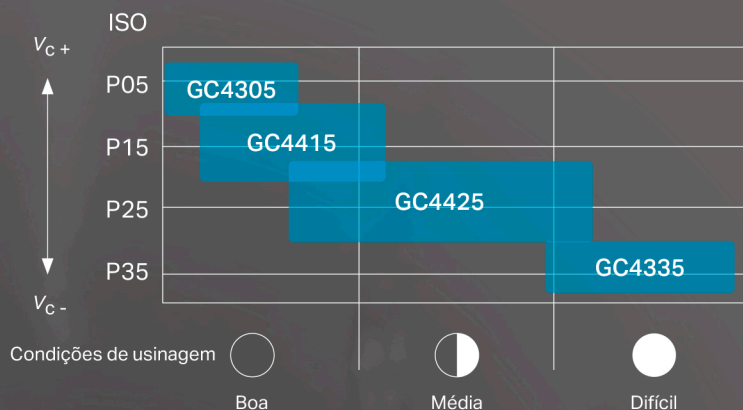 ISO
Vc +
P05
GC4305
P15
GC4415
P25
GC4425
P35
GC4335
Vc -
Condições de usinagem
Boa
Média
Difícil